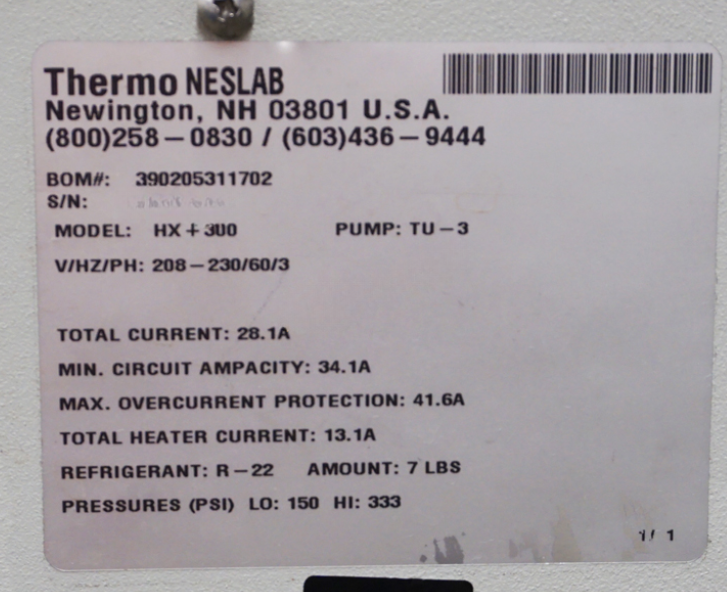 Thermo NESLAB
Newington, NH 03801 U.S.A.
(800)258-0830 / (603)436-9444
BOM#: 390205311702
S/N:
MODEL: HX+300 PUMP: TU-3
V/HZ/PH: 208-230/60/3
TOTAL CURRENT: 28.1A
MIN. CIRCUIT AMPACITY: 34.1A
MAX. OVERCURRENT PROTECTION: 41.6A
TOTAL HEATER CURRENT: 13.1A
REFRIGERANT: R-22 AMOUNT: 7 LBS
PRESSURES (PSI) LO: 150 HI: 333
1/ 1